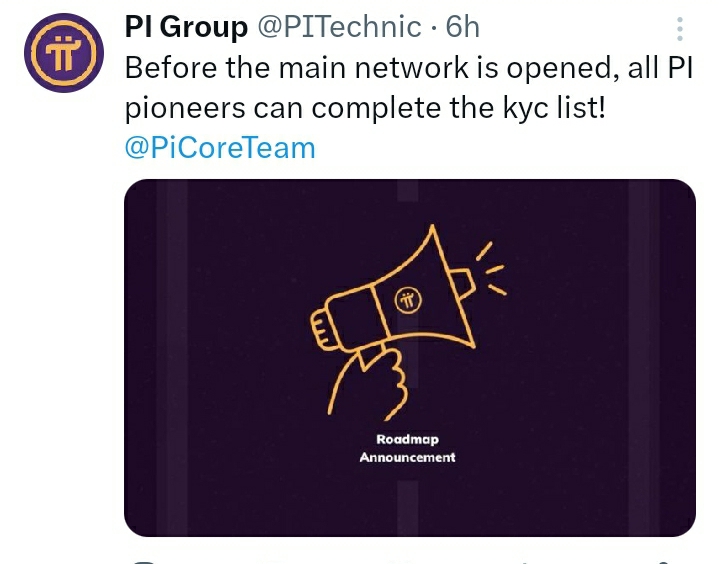 PI Group @PITechnic · 6h
Before the main network is opened, all PI
pioneers can complete the kyc list!
@PiCoreTeam
Roadmap
Announcement